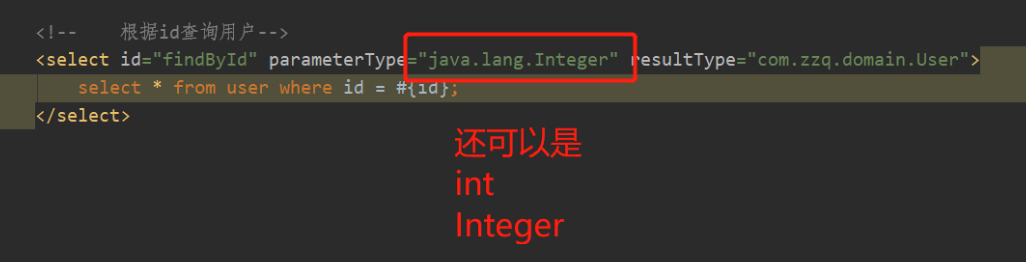 <!--    根据id查询用户-->
<select id="findById" parameterType="java.lang.Integer" resultType="com.zzq.domain.User">
    select * from user where id = #{id};
</select>
还可以是
int
Integer